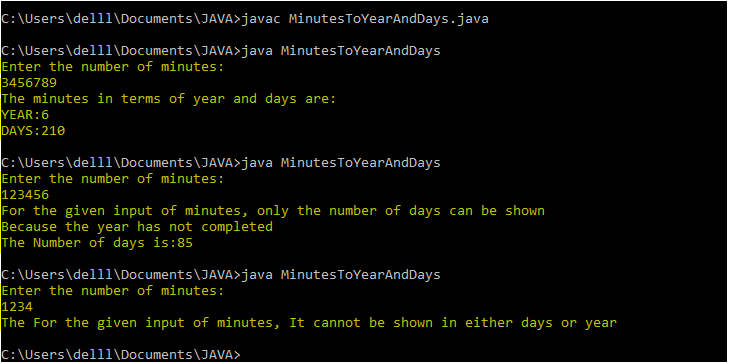 C:\Users\delll\Documents\JAVA>javac MinutesToYearAndDays.java
C:\Users\delll\Documents\JAVA>java MinutesToYearAndDays
Enter the number of minutes:
3456789
The minutes in terms of year and days are:
YEAR:6
DAYS:210
C:\Users\delll\Documents\JAVA>java MinutesToYearAndDays
Enter the number of minutes:
123456
For the given input of minutes, only the number of days can be shown
Because the year has not completed
The Number of days is:85
C:\Users\delll\Documents\JAVA>java MinutesToYearAndDays
Enter the number of minutes:
1234
The For the given input of minutes, It cannot be shown in either days or year
C:\Users\delll\Documents\JAVA>